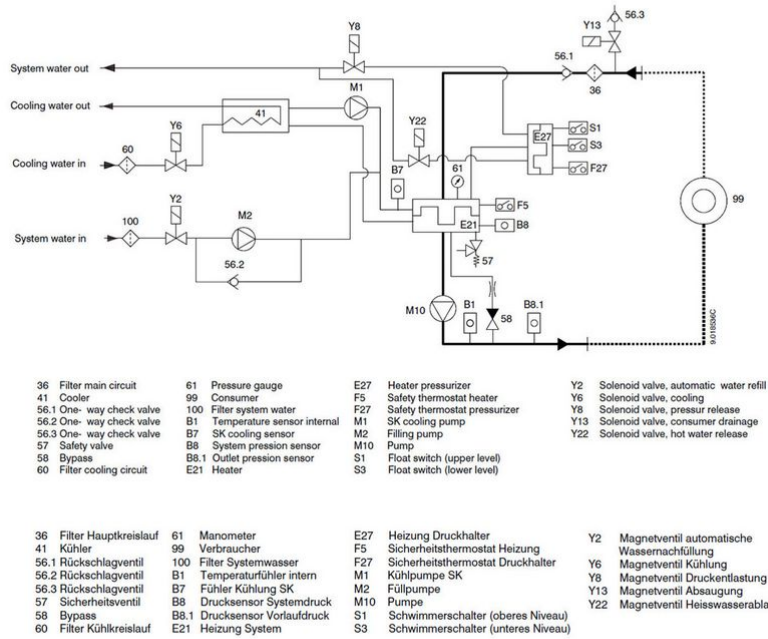 Y8
Y13
56.3
System water out
56.1
36
Cooling water out
41
M1
Y22
E27
S1
S3
F27
60
Y6
Cooling water in
B7
61
99
100
Y2
M2
System water in
56.2
F5
E21
B8
57
M10
B1
58
B8.1
9.018536C
36 Filter main circuit
41 Cooler
56.1 One- way check valve
56.2 One- way check valve
56.3 One- way check valve
57 Safety valve
58 Bypass
60 Filter cooling circuit
61 Pressure gauge
99 Consumer
100 Filter system water
B1 Temperature sensor internal
B7 SK cooling sensor
B8 System pression sensor
B8.1 Outlet pression sensor
E21 Heater
E27 Heater pressurizer
F5 Safety thermostat heater
F27 Safety thermostat pressurizer
M1 SK cooling pump
M2 Filling pump
M10 Pump
S1 Float switch (upper level)
S3 Float switch (lower level)
Y2 Solenoid valve, automatic water refill
Y6 Solenoid valve, cooling
Y8 Solenoid valve, pressur release
Y13 Solenoid valve, consumer drainage
Y22 Solenoid valve, hot water release
36 Filter Hauptkreislauf
41 Kühler
56.1 Rückschlagventil
56.2 Rückschlagventil
56.3 Rückschlagventil
57 Sicherheitsventil
58 Bypass
60 Filter Kühlkreislauf
61 Manometer
99 Verbraucher
100 Filter Systemwasser
B1 Temperaturfühler intern
B7 Fühler Kühlung SK
B8 Drucksensor Systemdruck
B8.1 Drucksensor Vorlaufdruck
E21 Heizung System
E27 Heizung Druckhalter
F5 Sicherheitsthermostat Heizung
F27 Sicherheitsthermostat Druckhalter
M1 Kühlpumpe SK
M2 Füllpumpe
M10 Pumpe
S1 Schwimmerschalter (oberes Niveau)
S3 Schwimmerschalter (unteres Niveau)
Y2 Magnetventil automatische
Wassernachfüllung
Y6 Magnetventil Kühlung
Y8 Magnetventil Druckentlastung
Y13 Magnetventil Absaugung
Y22 Magnetventil Heisswasserabla